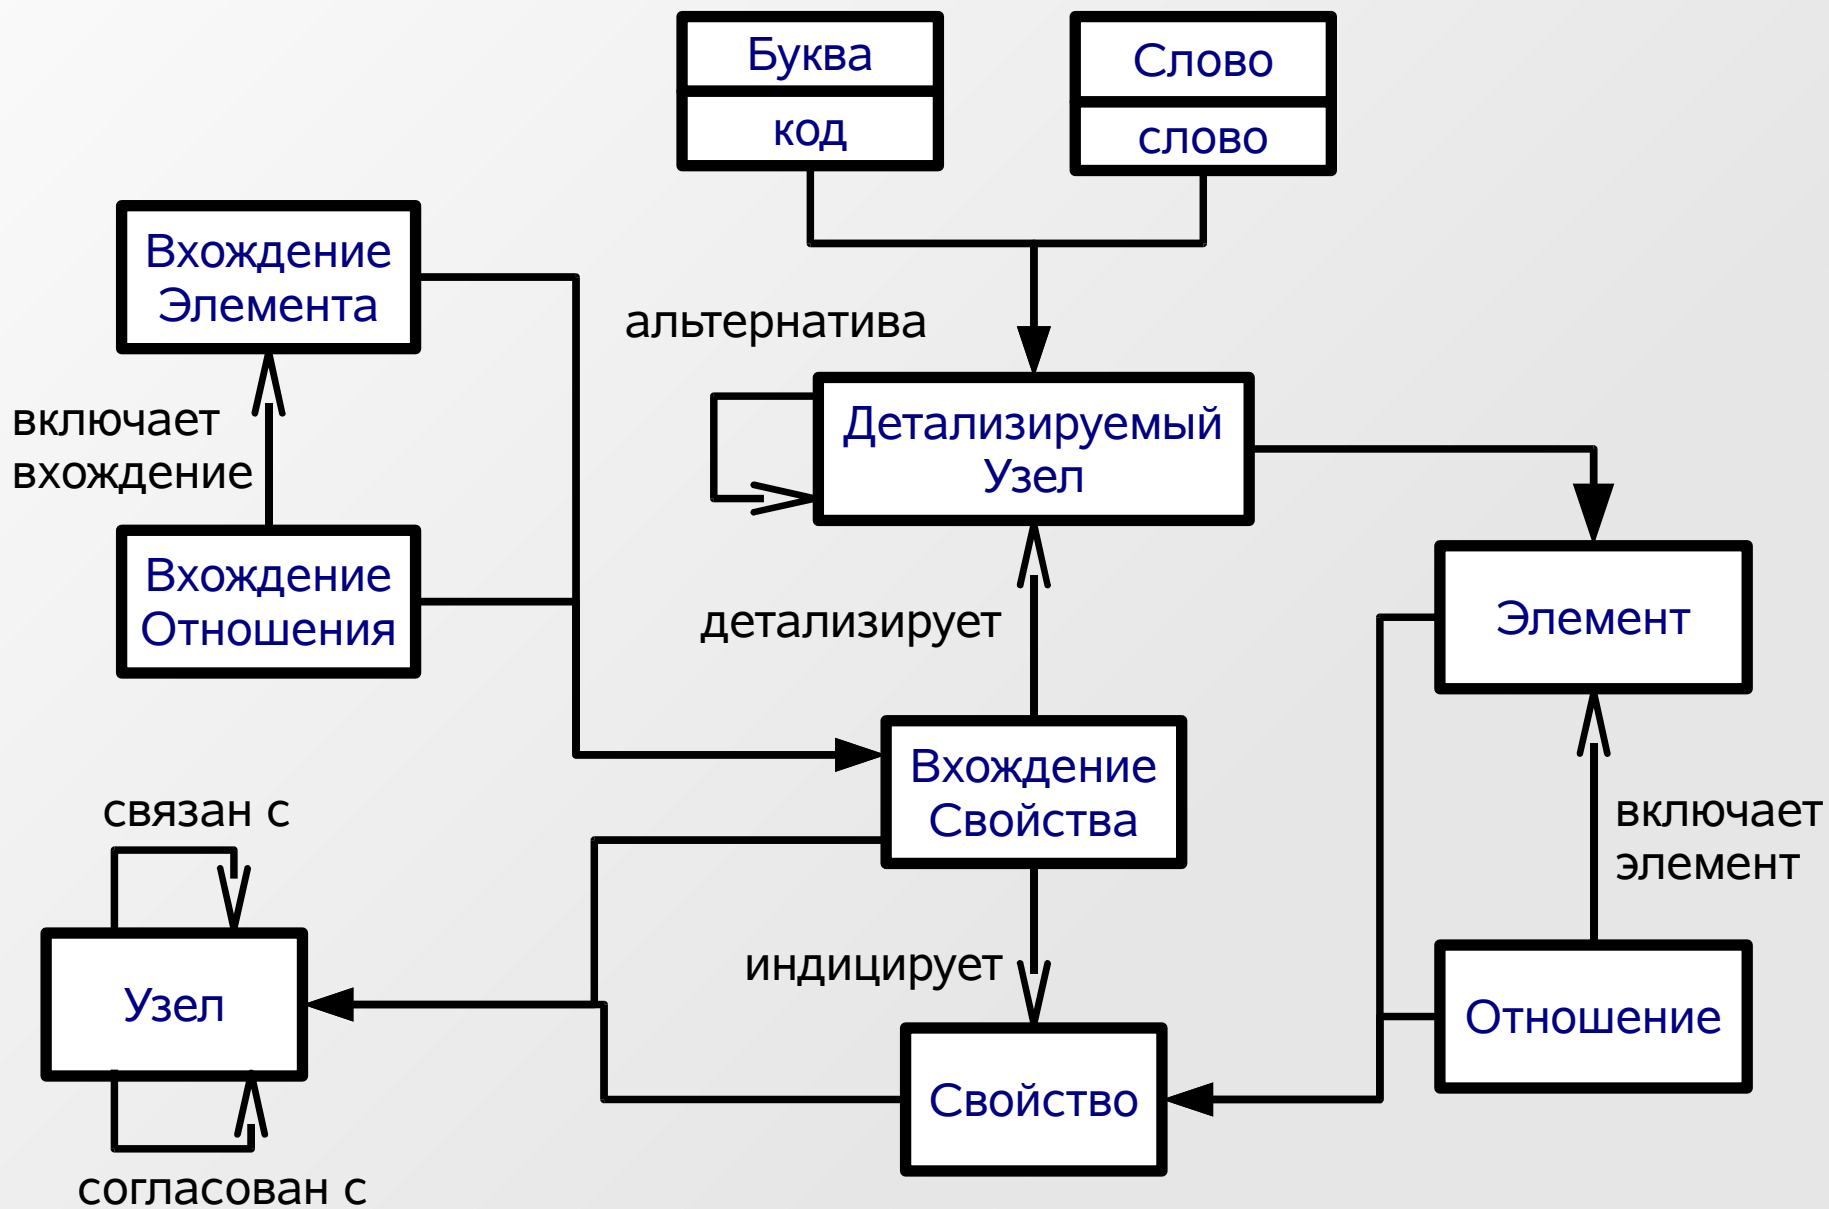 Буква
код
Слово
слово
Вхождение
Элемента
альтернатива
включает
вхождение
Детализируемый
Узел
Вхождение
Отношения
детализирует
Элемент
Вхождение
Свойства
связан с
включает
элемент
индицирует
Узел
Отношение
Свойство
согласован с